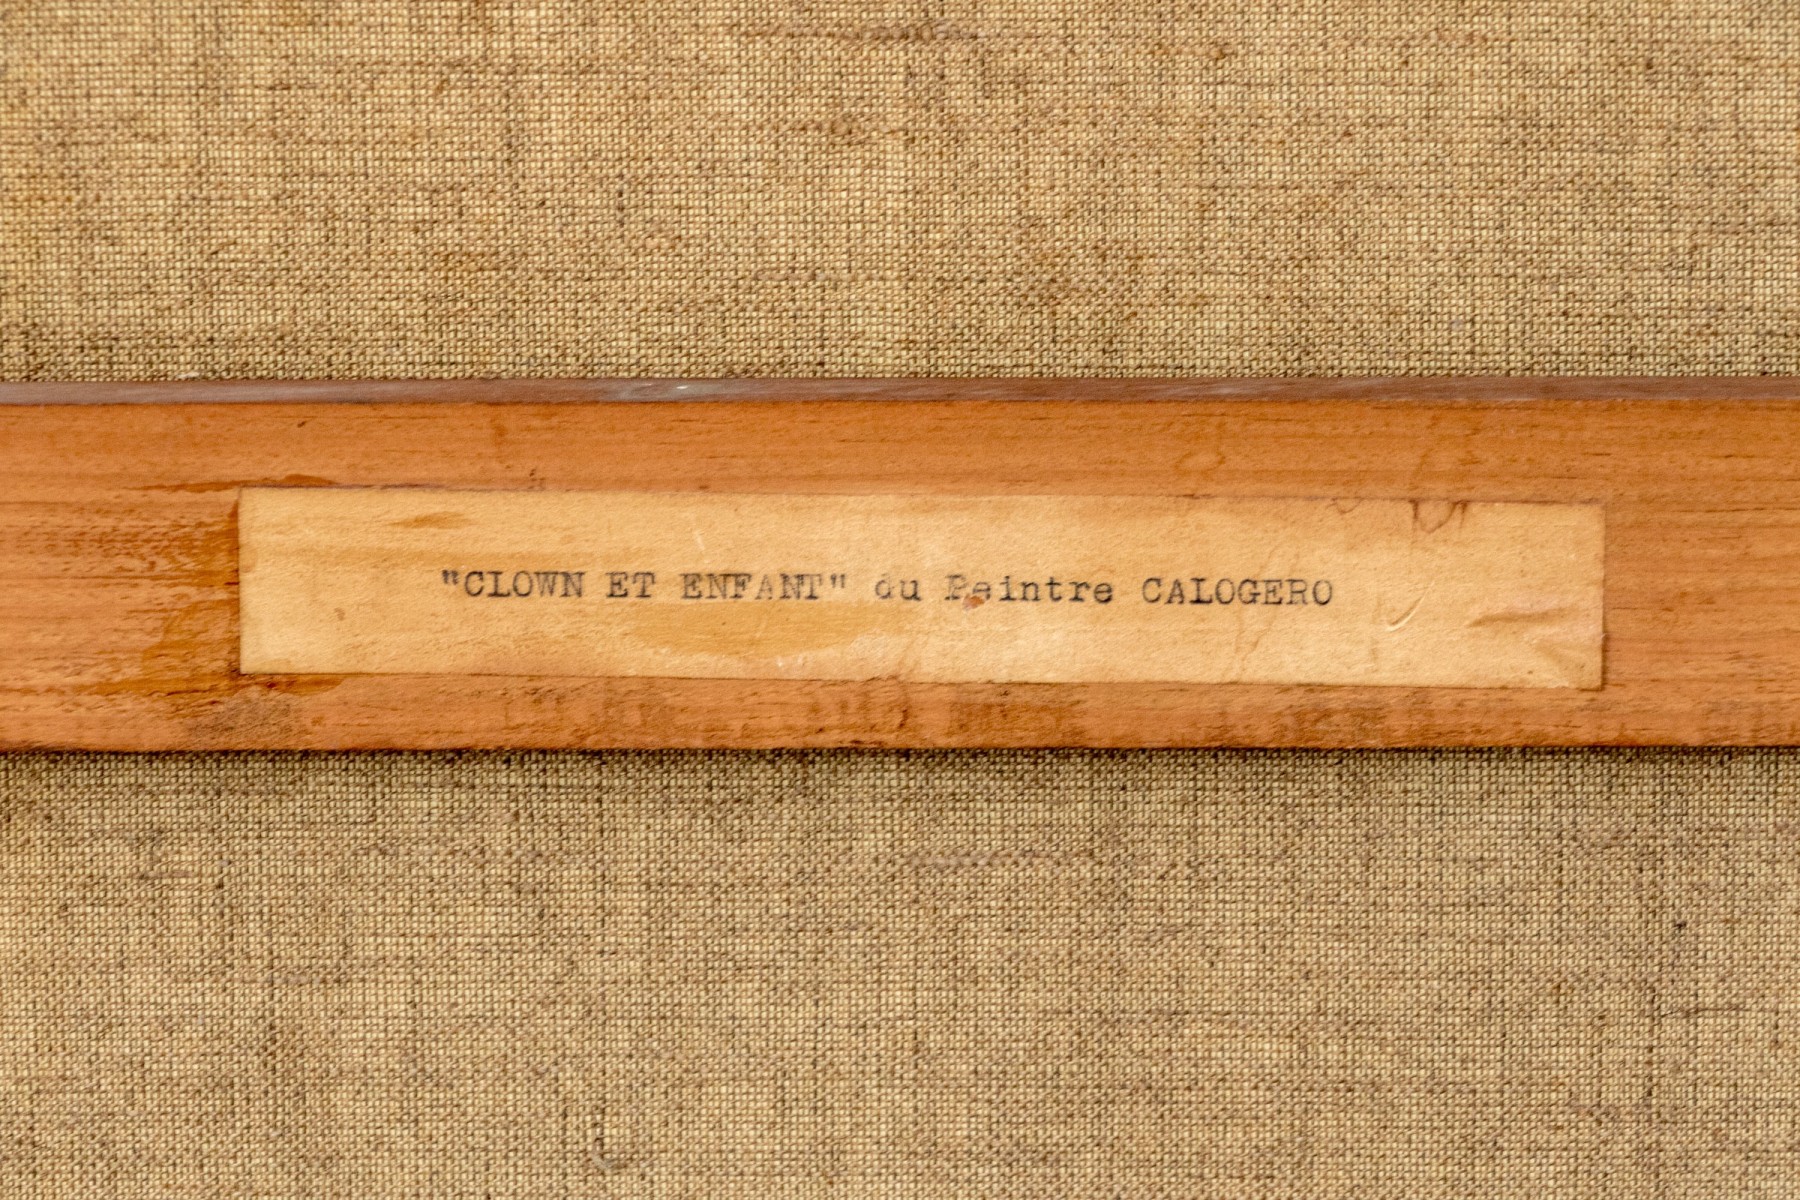 "CLOWN ET ENFANT" du Peintre CALOGERO